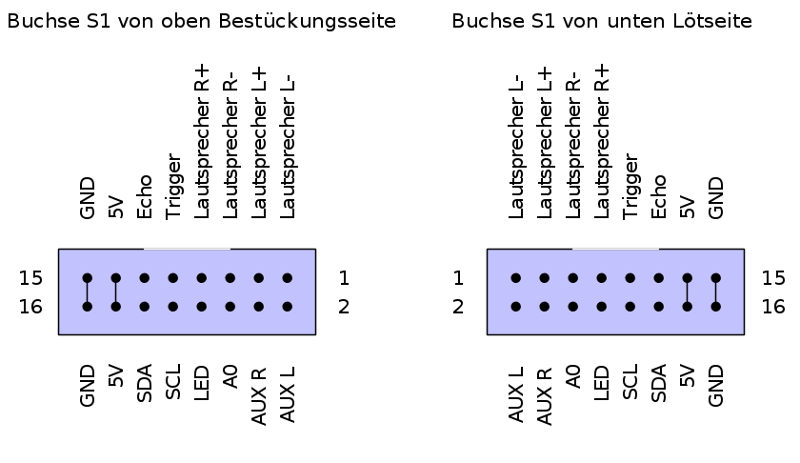 Buchse S1 von oben Bestückungsseite
GND
5V
Echo
Trigger
Lautsprecher R+
Lautsprecher R-
Lautsprecher L+
Lautsprecher L-
15
1
16
2
GND
5V
SDA
SCL
LED
A0
AUX R
AUX L
Buchse S1 von unten Lötseite
Lautsprecher L-
Lautsprecher L+
Lautsprecher R-
Lautsprecher R+
Trigger
Echo
5V
GND
1
15
2
16
AUX L
AUX R
A0
LED
SCL
SDA
5V
GND